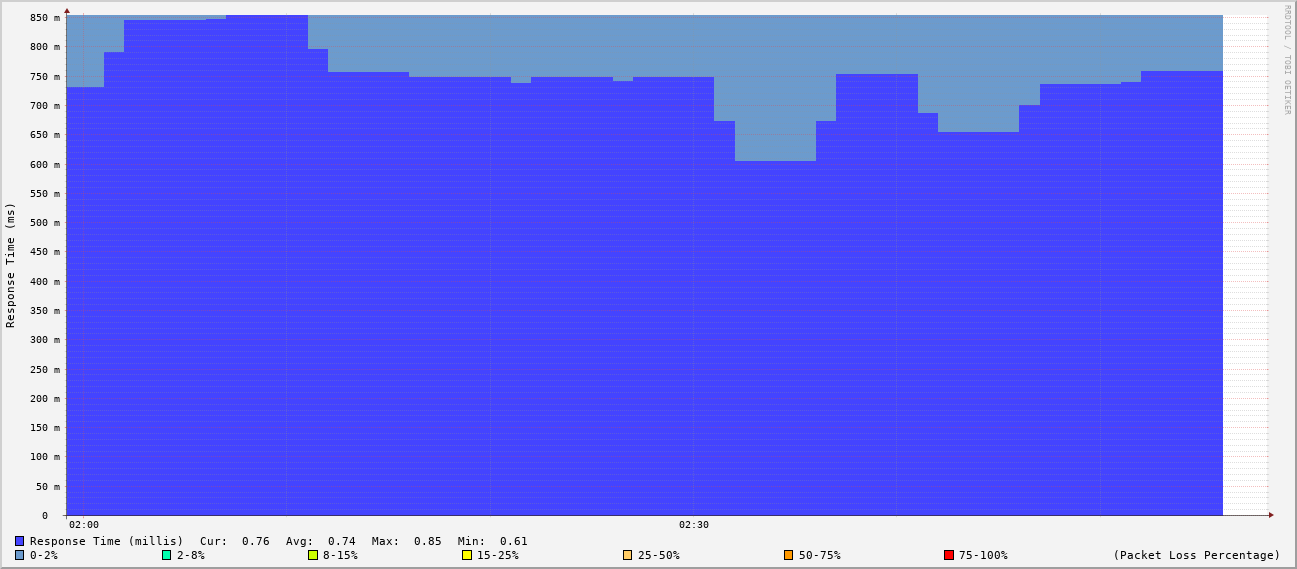 RRDTOOL / TOBI OETIKER
Response Time (ms)
850 m
800 m
750 m
700 m
650 m
600 m
550 m
500 m
450 m
400 m
350 m
300 m
250 m
200 m
150 m
100 m
50 m
0
02:00 02:30
Response Time (millis) Cur: 0.76 Avg: 0.74 Max: 0.85 Min: 0.61
0-2% 2-8% 8-15% 15-25% 25-50% 50-75% 75-100% (Packet Loss Percentage)